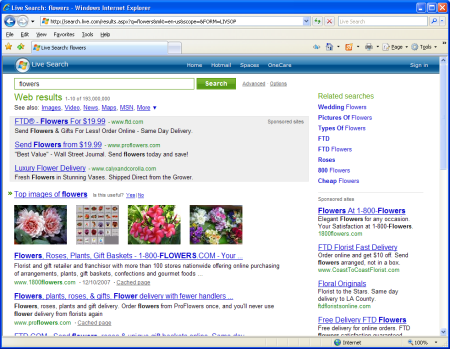 Live Search: flowers - Windows Internet Explorer
http://search.live.com/results.aspx?q=flowers&mkt=en-us&scope=&FORM=LIVSOP
Live Search
File Edit View Favorites Tools Help
Live Search: flowers
Page Tools
Live Search Home Hotmail Spaces OneCare Sign in
flowers Search Advanced Options
Web results 1-10 of 193,000,000
See also: Images, Video, News, Maps, MSN, More
FTD® - Flowers For $19.99 - www.ftd.com Sponsored sites
Send Flowers & Gifts For Less! Order Online - Same Day Delivery.
Send Flowers from $19.99 - www.proflowers.com
"Best Value" - Wall Street Journal. Send flowers today and save!
Luxury Flower Delivery - www.calyxandcorolla.com
Fresh Flowers in Stunning Vases. Shipped Direct from the Grower.
Top images of flowers Is this useful? Yes | No
Flowers, Roses, Plants, Gift Baskets - 1-800-FLOWERS.COM - Your ...
Florist and gift retailer and franchisor with more than 100 stores nationwide offering online purchasing
of arrangements, plants, gift baskets, confections and gourmet foods ...
www.1800flowers.com - 12/10/2007 - Cached page
Flowers, plants, roses, & gifts. Flower delivery with fewer handlers ...
Flowers, roses, plants and gift delivery. Order flowers from ProFlowers once, and you'll never use
flower delivery from florists again
www.proflowers.com - Cached page
FTD.COM - Send flowers, roses & unique gift baskets online. Same day
Related searches
Wedding Flowers
Pictures Of Flowers
Types Of Flowers
FTD
FTD Flowers
Roses
800 Flowers
Cheap Flowers
Sponsored sites
Flowers At 1-800-Flowers
Elegant Flowers for any occasion.
Your Satisfaction at 1-800-Flowers.
1800flowers.com
FTD Florist Fast Delivery
Order online and get $10 off. Send
flowers arranged, not in a box.
www.CoastToCoastFlorist.com
Floral Originals
Florist to the Stars. Same day
delivery to LA County.
ftdfloristsonline.com
Free Delivery FTD Flowers
Free delivery for online orders. FTD
Internet 100%